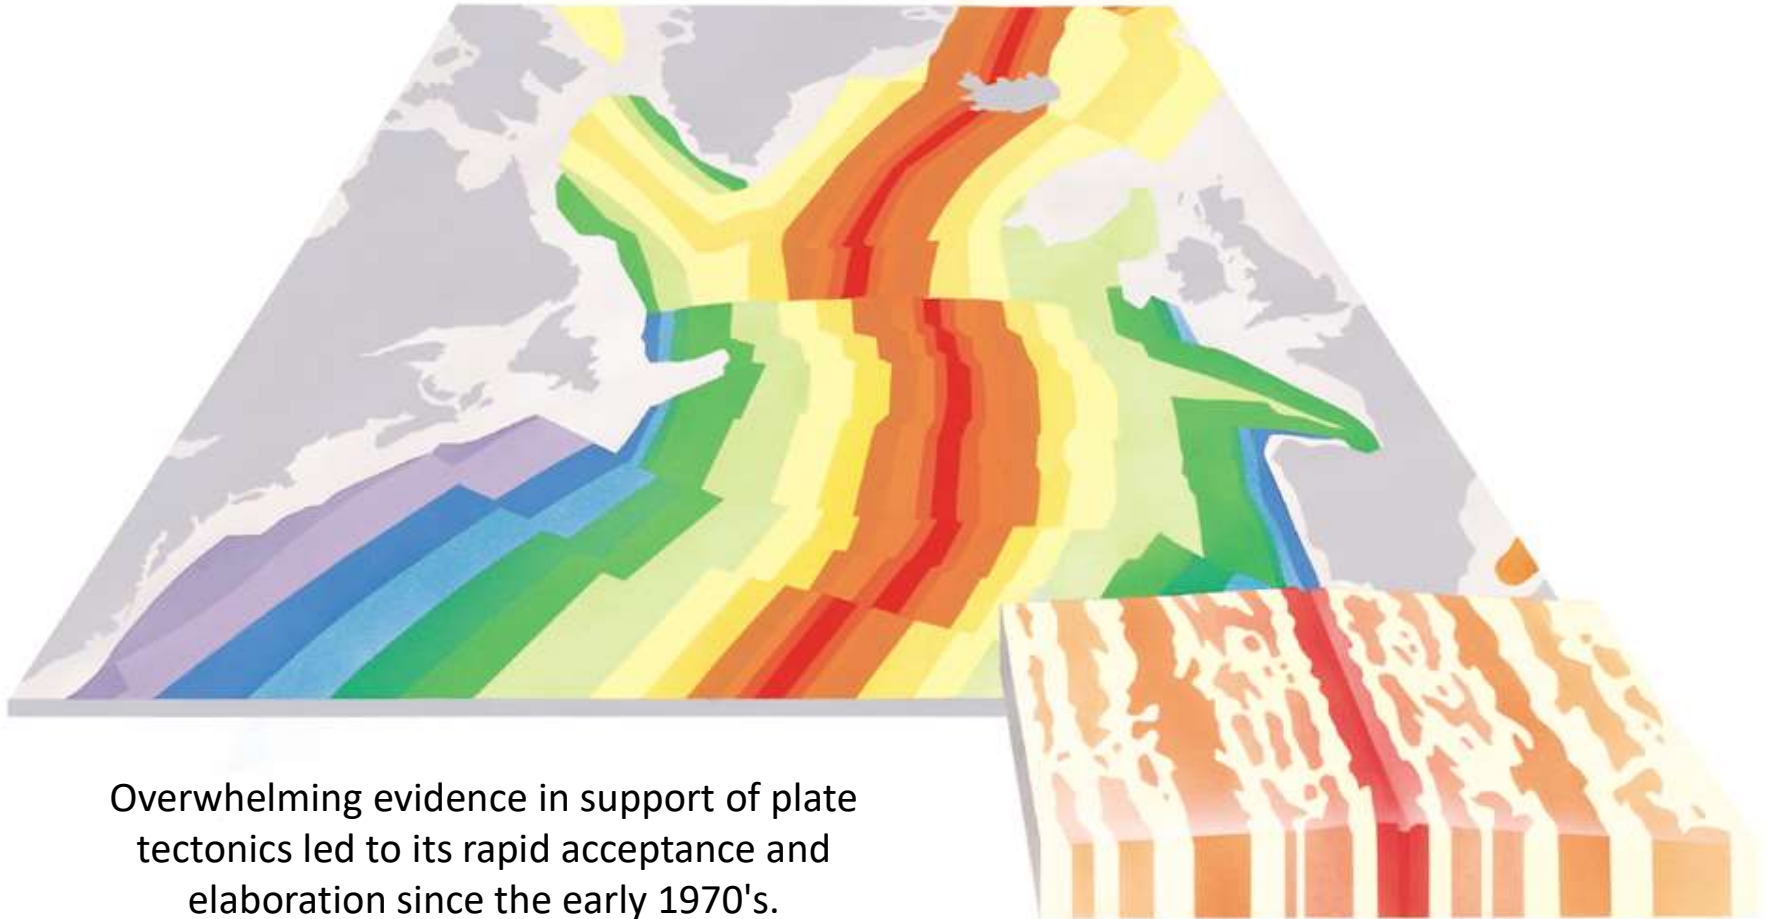 Overwhelming evidence in support of plate
tectonics led to its rapid acceptance and
elaboration since the early 1970's.